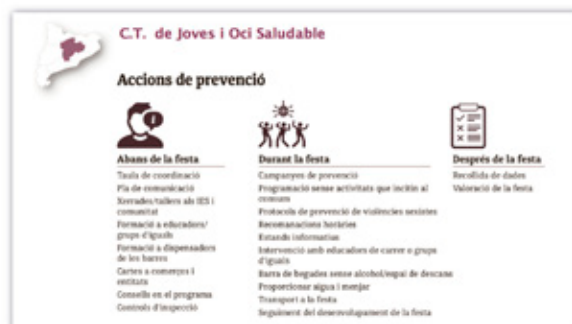 C.T. de Joves i Oci Saludable
Accions de prevenció
Abans de la festa
Taula de coordinació
Pla de comunicació
Xerrades/tallers als IES i
comunitat
Formació a educadors/
grups d'iguals
Formació a dispensadors
de les barres
Cartes a comerços i
entitats
Consells en el programa
Controls d'inspecció
Durant la festa
Campanyes de prevenció
Programació sense activitats que incitin al
consum
Protocols de prevenció de violències sexistes
Recomanacions horàries
Estands informatius
Intervenció amb educadors de carrer o grups
d'iguals
Barra de begudes sense alcohol/espai de descans
Proporcionar aigua i menjar
Transport a la festa
Seguiment del desenvolupament de la festa
Després de la festa
Recollida de dades
Valoració de la festa